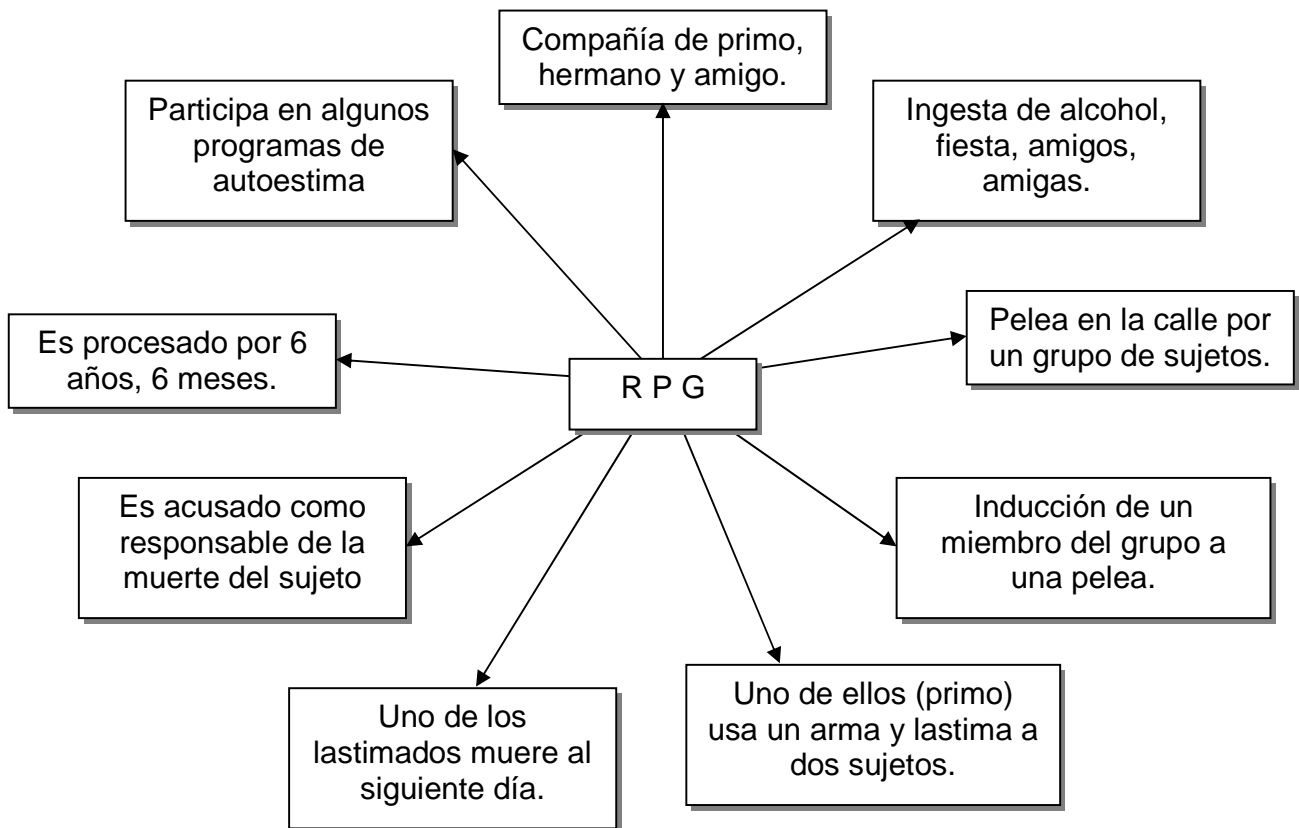 Compañía de primo,
hermano y amigo.
Participa en algunos
programas de
autoestima
Ingesta de alcohol,
fiesta, amigos,
amigas.
Es procesado por 6
años, 6 meses.
R P G
Pelea en la calle por
un grupo de sujetos.
Es acusado como
responsable de la
muerte del sujeto
Inducción de un
miembro del grupo a
una pelea.
Uno de los
lastimados muere al
siguiente día.
Uno de ellos (primo)
usa un arma y lastima a
dos sujetos.